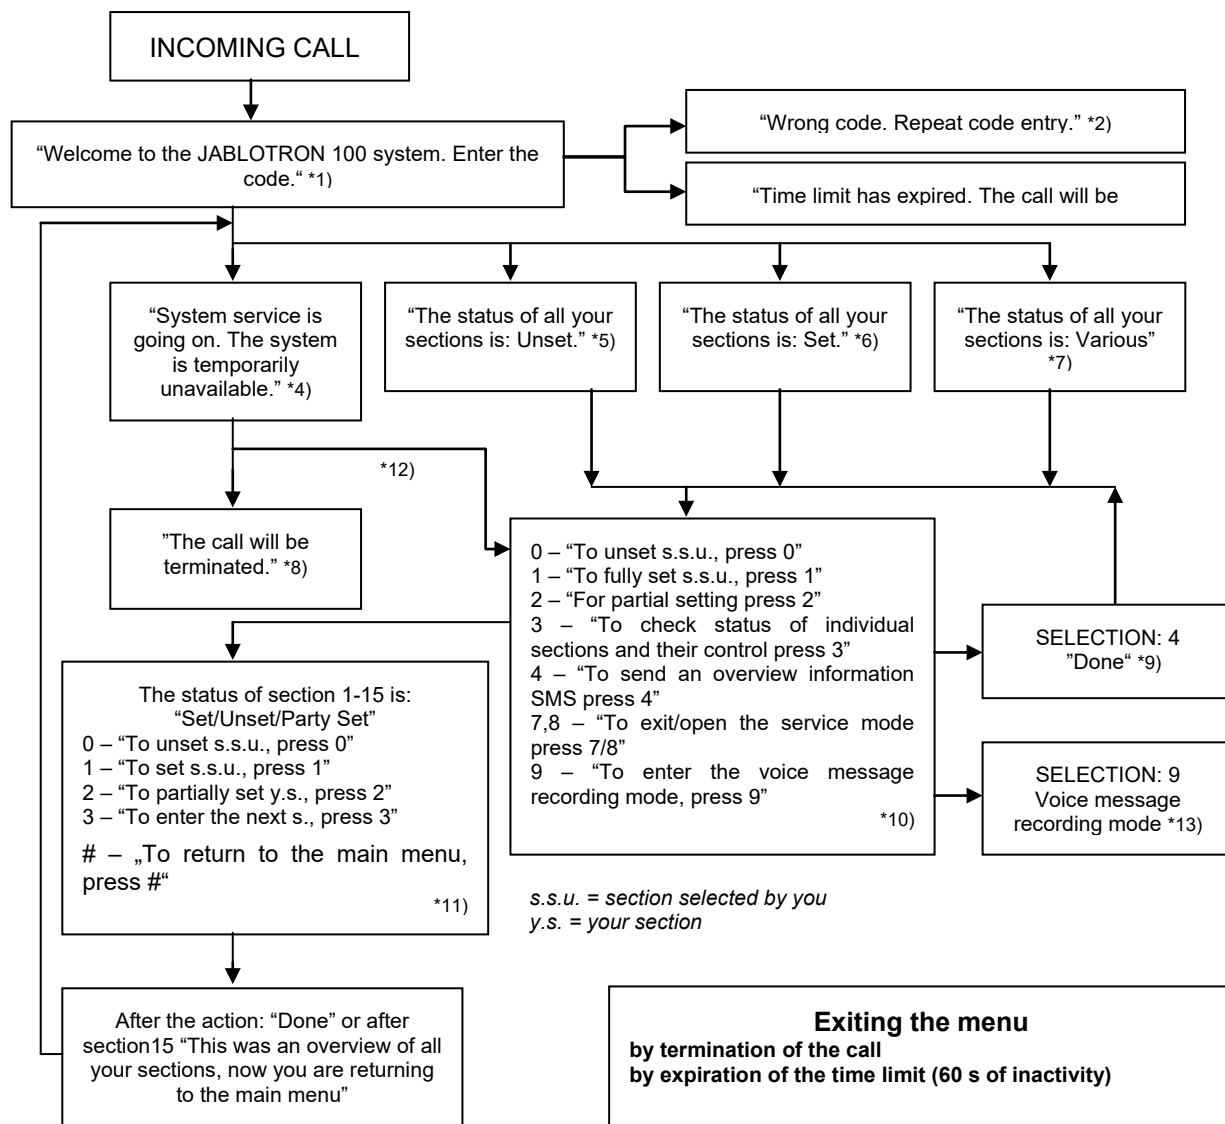 INCOMING CALL
“Wrong code. Repeat code entry.” *2)
“Welcome to the JABLOTRON 100 system. Enter the
code.“ *1)
“Time limit has expired. The call will be
“System service is
going on. The system
is temporarily
unavailable.” *4)
“The status of all your
sections is: Unset.” *5)
“The status of all your
sections is: Set.” *6)
“The status of all your
sections is: Various”
*7)
*12)
”The call will be
terminated.” *8)
0 – “To unset s.s.u., press 0”
1 – “To fully set s.s.u., press 1”
2 – “For partial setting press 2”
3 – “To check status of individual
sections and their control press 3”
4 – “To send an overview information
SMS press 4”
7,8 – “To exit/open the service mode
press 7/8”
9 – “To enter the voice message
recording mode, press 9”
*10)
SELECTION: 4
”Done“ *9)
SELECTION: 9
Voice message
recording mode *13)
The status of section 1-15 is:
“Set/Unset/Party Set”
0 – “To unset s.s.u., press 0”
1 – “To set s.s.u., press 1”
2 – “To partially set y.s., press 2”
3 – “To enter the next s., press 3”
# – „To return to the main menu,
press #“
*11)
s.s.u. = section selected by you
y.s. = your section
After the action: “Done” or after
section15 “This was an overview of all
your sections, now you are returning
to the main menu”
Exiting the menu
by termination of the call
by expiration of the time limit (60 s of inactivity)